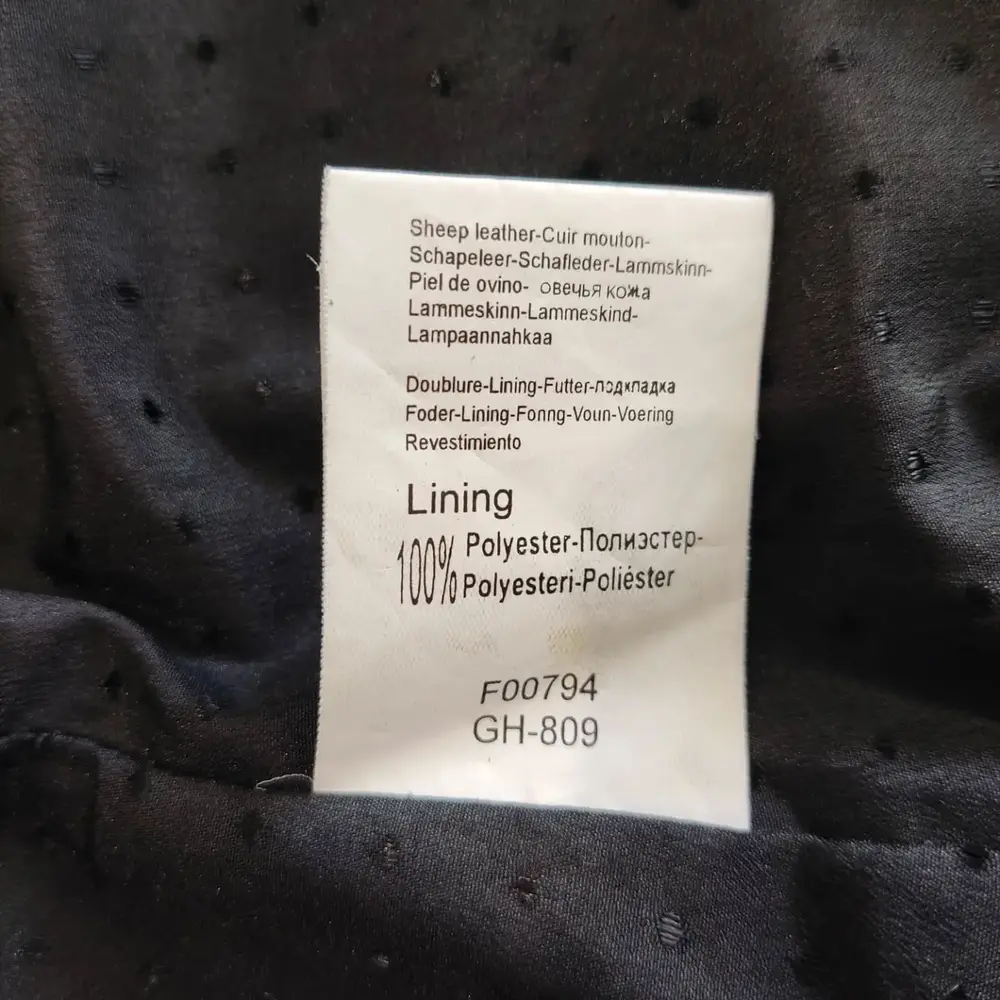 Sheep leather-Cuir mouton-
Schapeleer-Schafleder-Lammskinn-
Piel de ovino- овечья кожа
Lammeskinn-Lammeskind-
Lampaannahkaa
Doublure-Lining-Futter-подкладка
Foder-Lining-Fonng-Voun-Voering
Revestimiento
Lining
100% Polyester-Полиэстер-
Polyesteri-Poliéster
F00794
GH-809